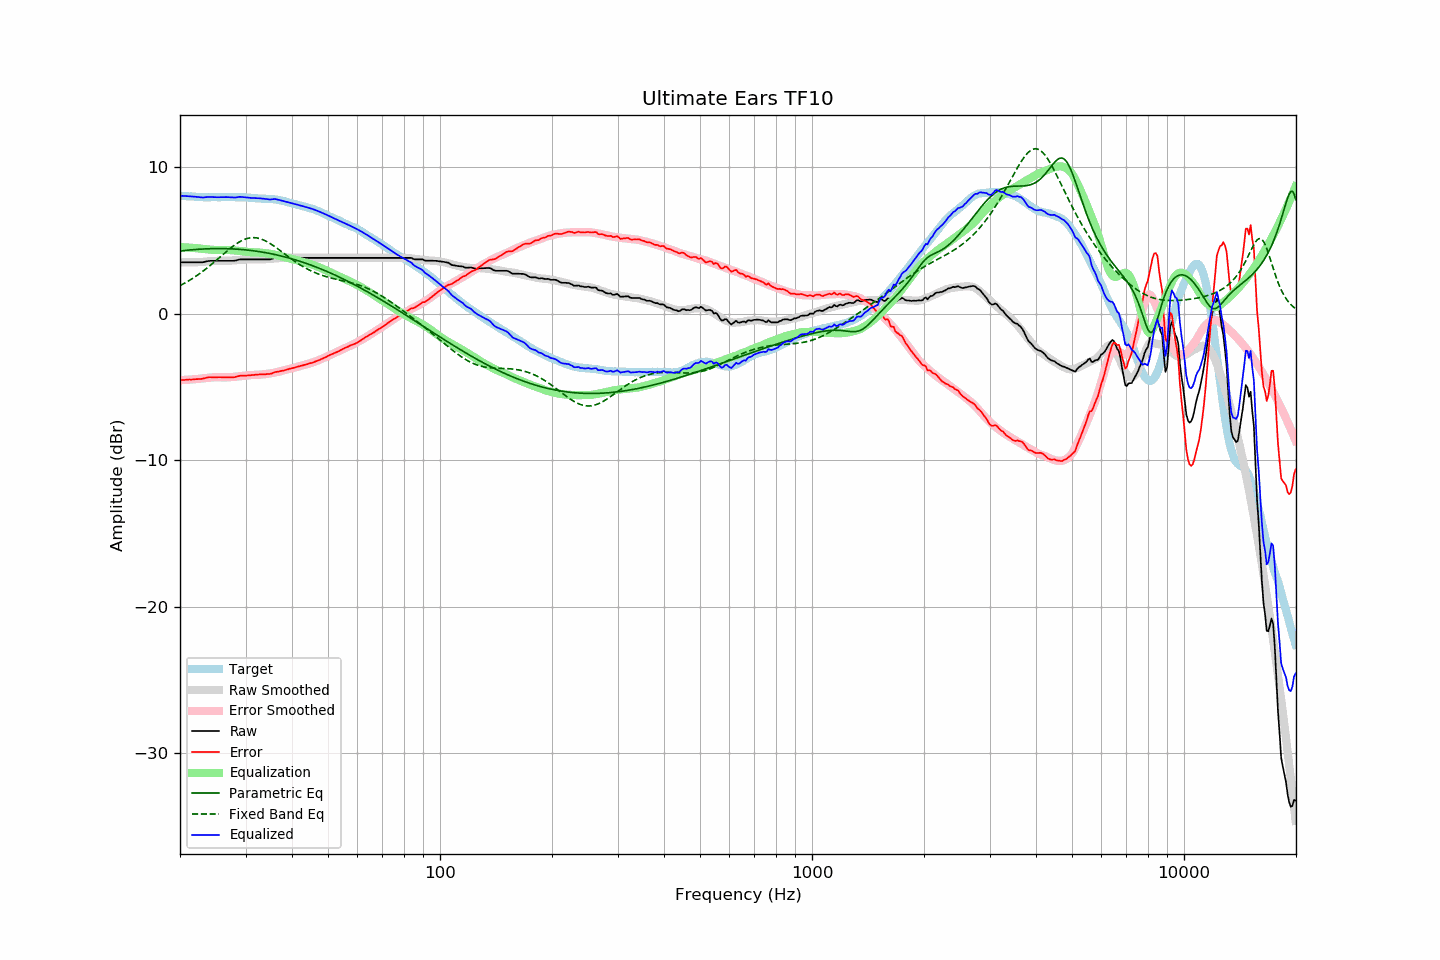 Ultimate Ears TF10
Amplitude (dBr)
10
0
−10
−20
−30
Target
Raw Smoothed
Error Smoothed
Raw
Error
Equalization
Parametric Eq
Fixed Band Eq
Equalized
100
1000
10000
Frequency (Hz)